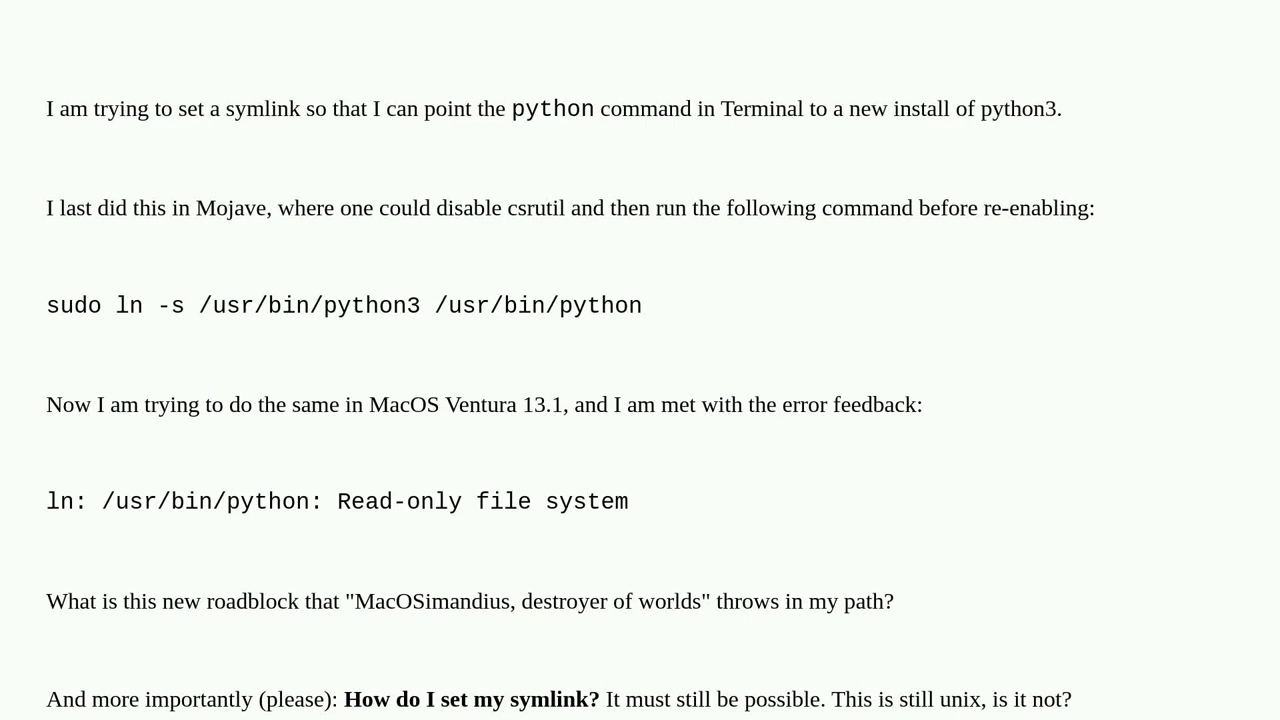 I am trying to set a symlink so that I can point the python command in Terminal to a new install of python3.
I last did this in Mojave, where one could disable csrutil and then run the following command before re-enabling:
sudo ln -s /usr/bin/python3 /usr/bin/python
Now I am trying to do the same in MacOS Ventura 13.1, and I am met with the error feedback:
ln: /usr/bin/python: Read-only file system
What is this new roadblock that "MacOSimandius, destroyer of worlds" throws in my path?
And more importantly (please): How do I set my symlink? It must still be possible. This is still unix, is it not?